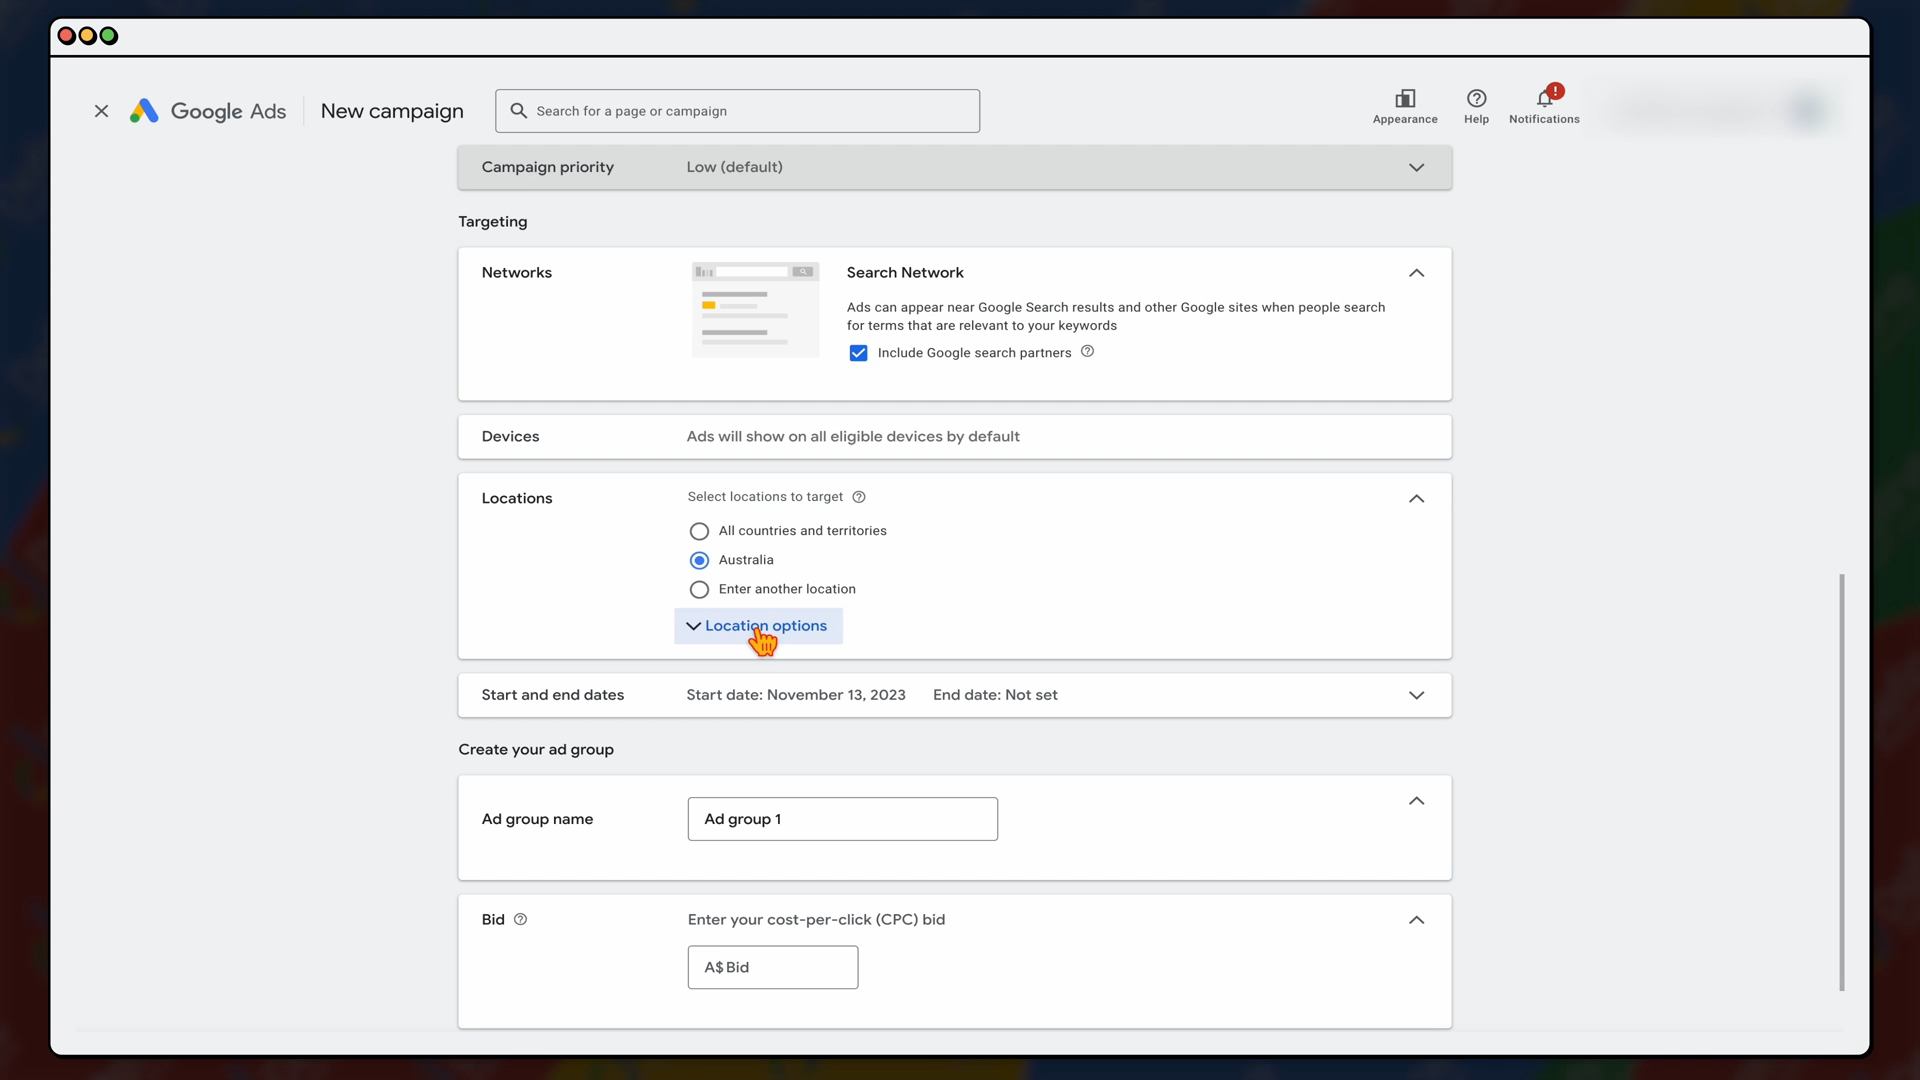 Google Ads
New campaign
Search for a page or campaign
Appearance
Help
Notifications
Campaign priority
Low (default)
Targeting
Networks
Search Network
Ads can appear near Google Search results and other Google sites when people search
for terms that are relevant to your keywords
Include Google search partners
Devices
Ads will show on all eligible devices by default
Locations
Select locations to target
All countries and territories
Australia
Enter another location
Location options
Start and end dates
Start date: November 13, 2023
End date: Not set
Create your ad group
Ad group name
Ad group 1
Bid
Enter your cost-per-click (CPC) bid
A$ Bid